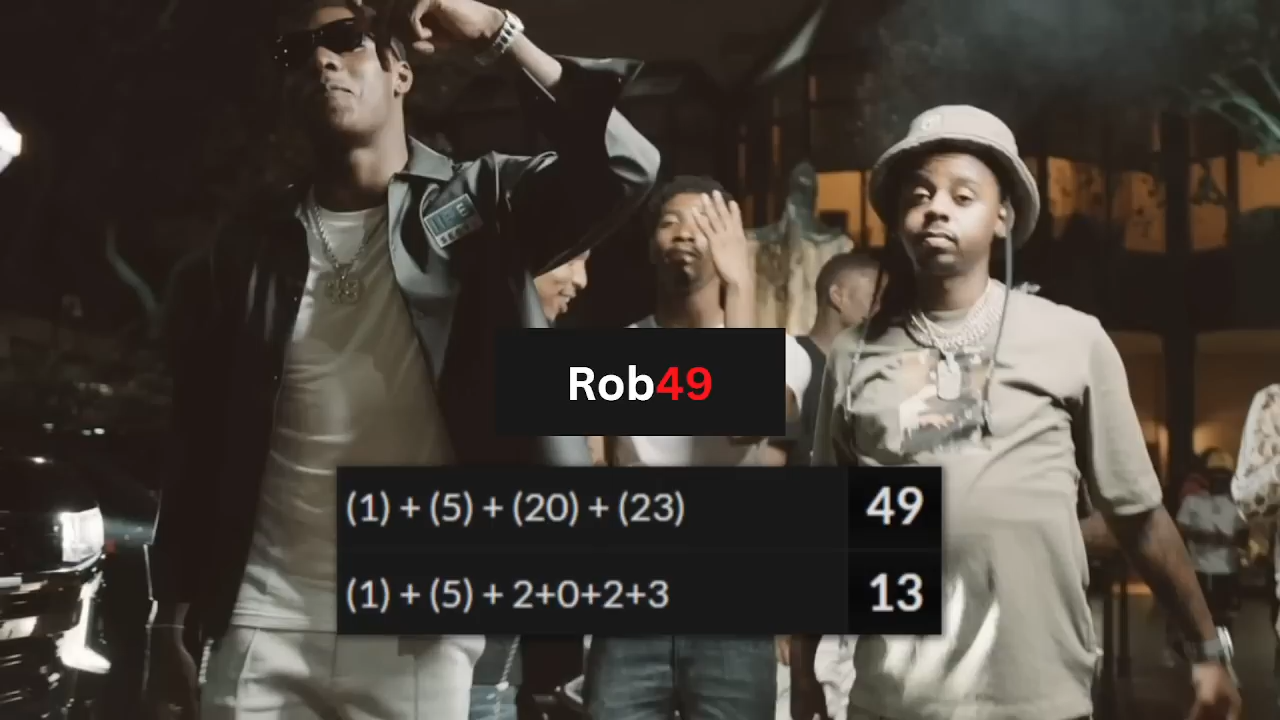 Rob49
(1) + (5) + (20) + (23) 49
(1) + (5) + 2+0+2+3 13